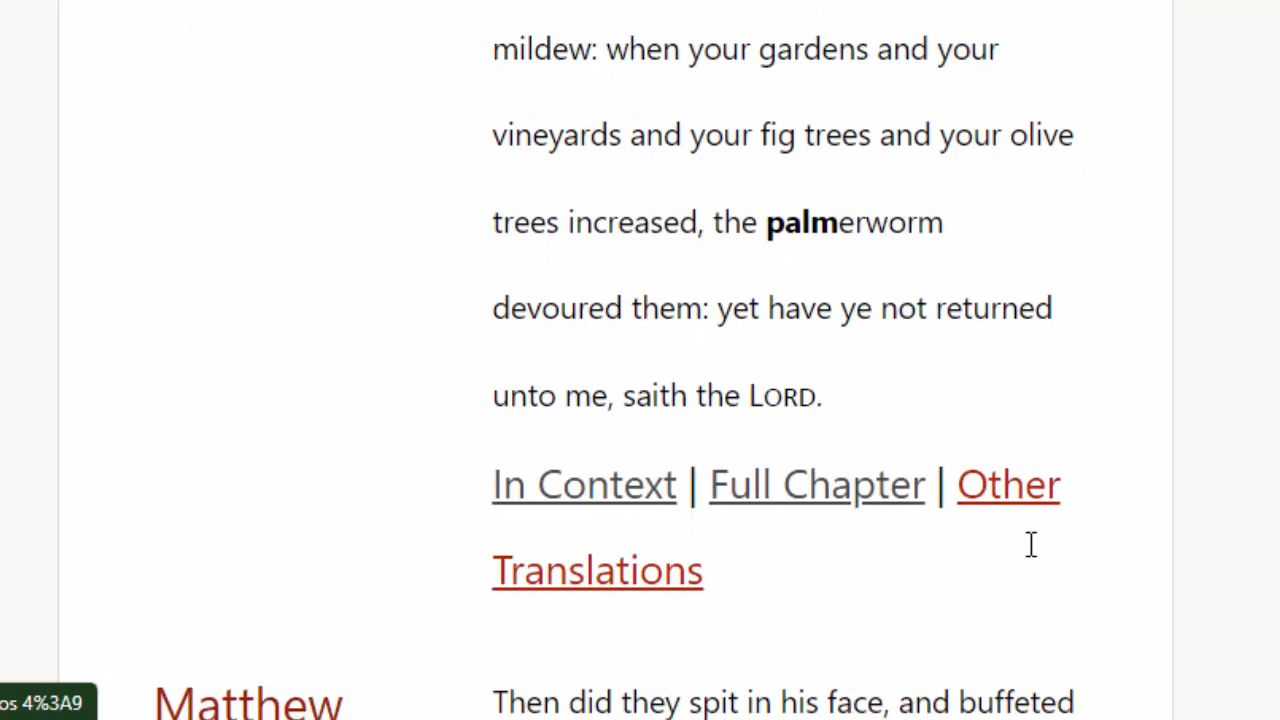 mildew: when your gardens and your
vineyards and your fig trees and your olive
trees increased, the palmerworm
devoured them: yet have ye not returned
unto me, saith the LORD.
In Context | Full Chapter | Other
Translations
os 4%3A9
Matthew
Then did they spit in his face, and buffeted